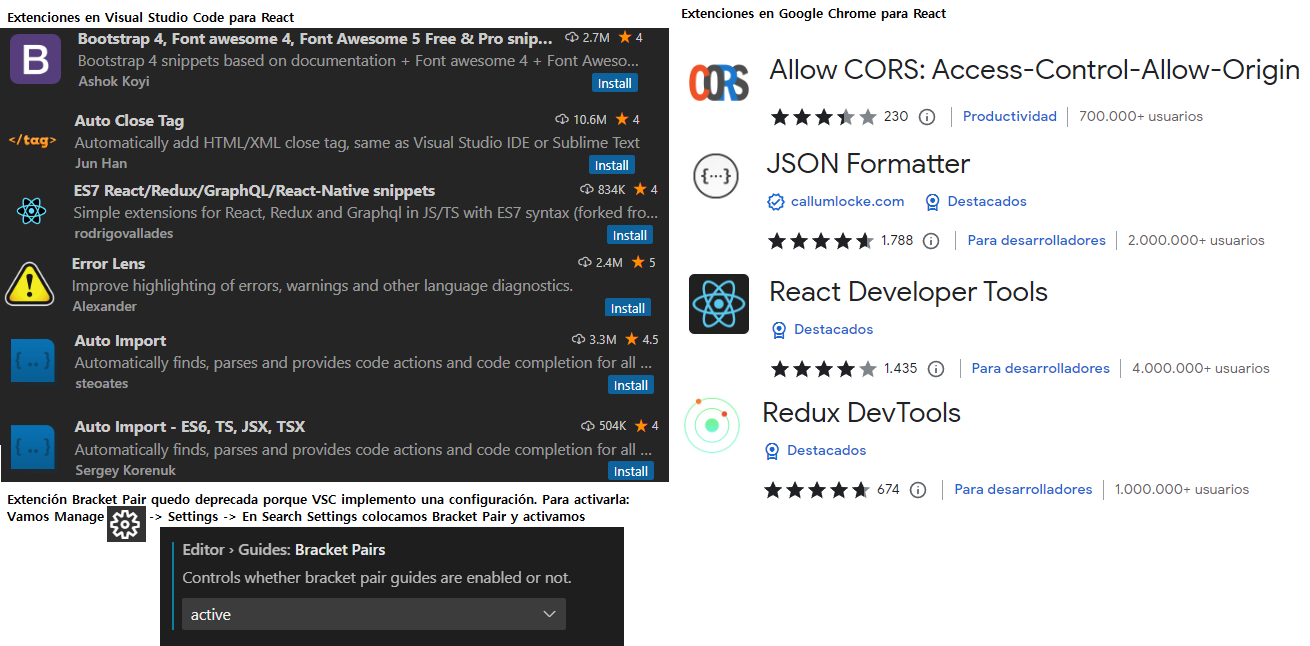 Extenciones en Visual Studio Code para React
B
Bootstrap 4, Font awesome 4, Font Awesome 5 Free & Pro snip... 2.7M ★ 4
Bootstrap 4 snippets based on documentation + Font awesome 4 + Font Aweso...
Ashok Koyi
Install
</tag>
Auto Close Tag 10.6M ★ 4
Automatically add HTML/XML close tag, same as Visual Studio IDE or Sublime Text
Jun Han
Install
ES7 React/Redux/GraphQL/React-Native snippets 834K ★ 4
Simple extensions for React, Redux and Graphql in JS/TS with ES7 syntax (forked fro...
rodrigovallades
Install
Error Lens 2.4M ★ 5
Improve highlighting of errors, warnings and other language diagnostics.
Alexander
Install
{..}
Auto Import 3.3M ★ 4.5
Automatically finds, parses and provides code actions and code completion for all ...
steoates
Install
{..}
Auto Import - ES6, TS, JSX, TSX 504K ★ 4
Automatically finds, parses and provides code actions and code completion for all ...
Sergey Korenuk
Install
Extención Bracket Pair quedo deprecada porque VSC implemento una configuración. Para activarla:
Vamos Manage -> Settings -> En Search Settings colocamos Bracket Pair y activamos
Editor › Guides: Bracket Pairs
Controls whether bracket pair guides are enabled or not.
active
Extenciones en Google Chrome para React
CORS
Allow CORS: Access-Control-Allow-Origin
230 Productividad 700.000+ usuarios
{···}
JSON Formatter
callumlocke.com Destacados
1.788 Para desarrolladores 2.000.000+ usuarios
React Developer Tools
Destacados
1.435 Para desarrolladores 4.000.000+ usuarios
Redux DevTools
Destacados
674 Para desarrolladores 1.000.000+ usuarios